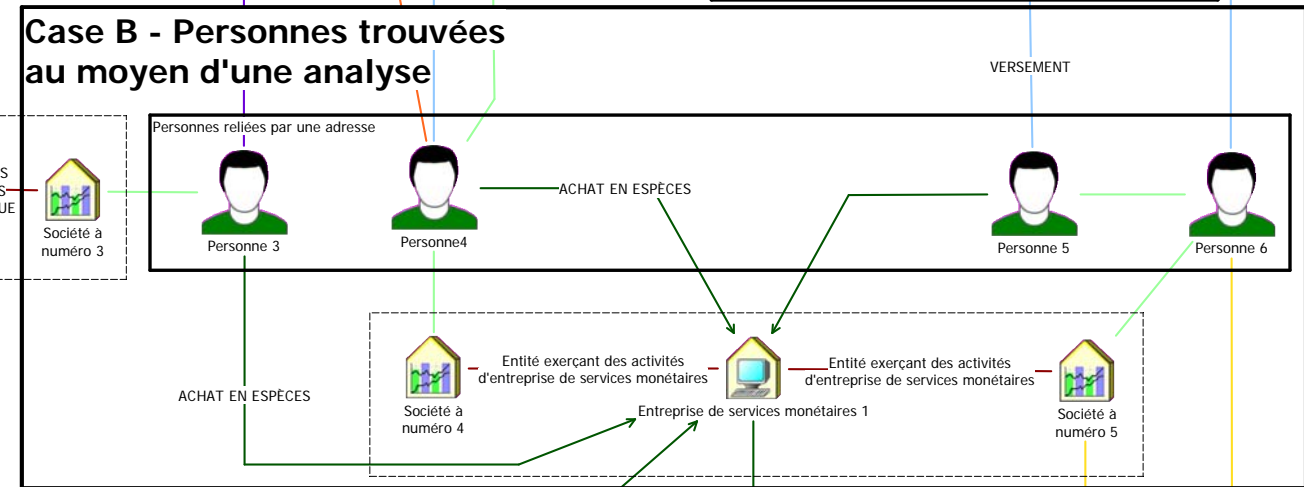 Case B - Personnes trouvées
au moyen d'une analyse
VERSEMENT
Personnes reliées par une adresse
S
S
UE
Société à
numéro 3
Personne 3
Personne4
ACHAT EN ESPÈCES
Personne 5
Personne 6
ACHAT EN ESPÈCES
Entité exerçant des activités
d'entreprise de services monétaires
Entité exerçant des activités
d'entreprise de services monétaires
Société à
numéro 4
Entreprise de services monétaires 1
Société à
numéro 5